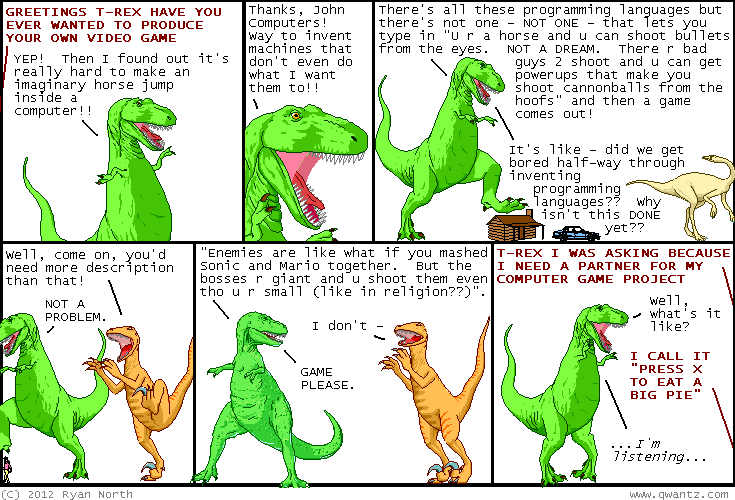 GREETINGS T-REX HAVE YOU
EVER WANTED TO PRODUCE
YOUR OWN VIDEO GAME
YEP! Then I found out it's
really hard to make an
imaginary horse jump
inside a
computer!!
Thanks, John
Computers!
Way to invent
machines that
don't even do
what I want
them to!!
There's all these programming languages but
there's not one - NOT ONE - that lets you
type in "U r a horse and u can shoot bullets
from the eyes. NOT A DREAM. There r bad
guys 2 shoot and u can get
powerups that make you
shoot cannonballs from the
hoofs" and then a game
comes out!
It's like - did we get
bored half-way through
inventing
programming
languages?? Why
isn't this DONE
yet??
Well, come on, you'd
need more description
than that!
NOT A
PROBLEM.
"Enemies are like what if you mashed
Sonic and Mario together. But the
bosses r giant and u shoot them even
tho u r small (like in religion??)".
I don't -
GAME
PLEASE.
T-REX I WAS ASKING BECAUSE
I NEED A PARTNER FOR MY
COMPUTER GAME PROJECT
Well,
what's it
like?
I CALL IT
"PRESS X
TO EAT A
BIG PIE"
...I'm
listening...
(C) 2012 Ryan North
www.qwantz.com